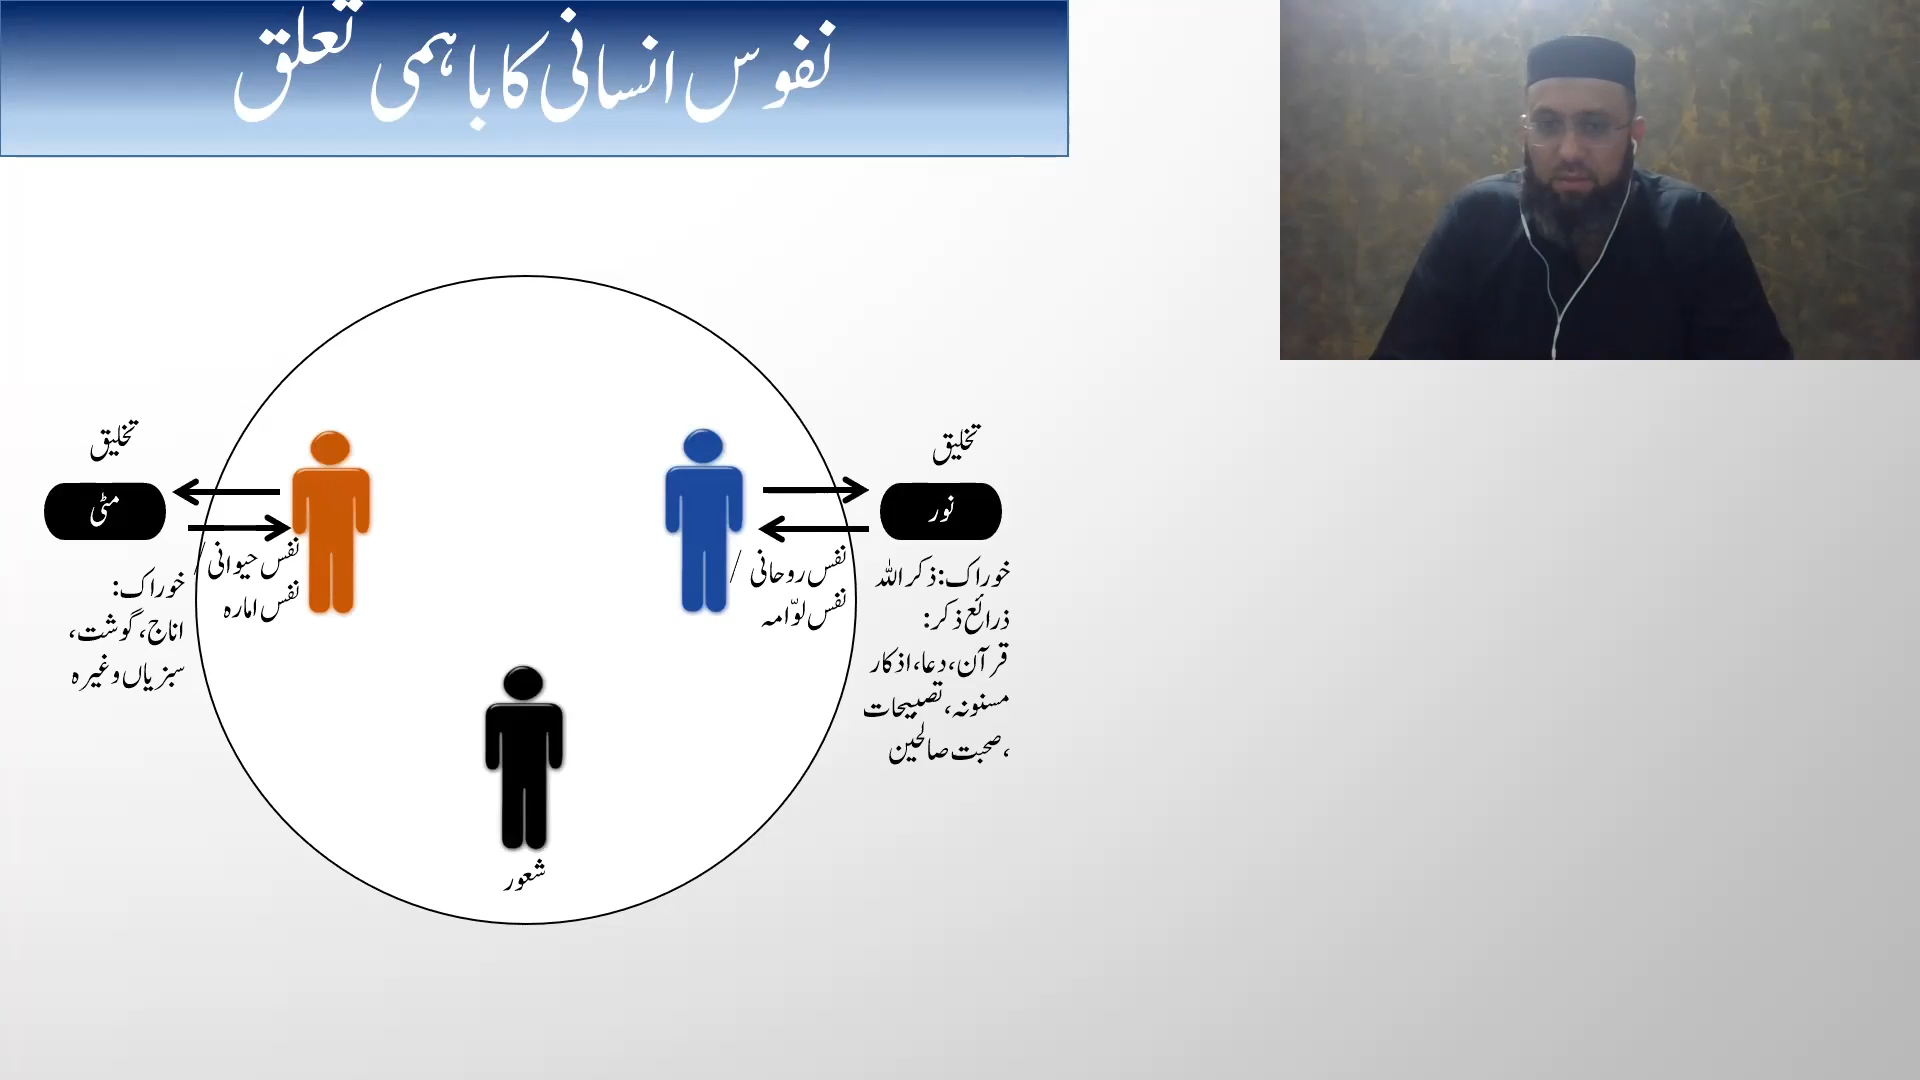 نفوس انسانی کا باہمی تعلق
تخلیق
نور
خوراک: ذکر اللہ
ذرائع ذکر:
قرآن، دعا، اذکار
مسنونہ، تصبیحات
،صحبت صالحین
نفس روحانی /
نفس لوّامہ
تخلیق
مٹی
نفس حیوانی /
نفس امارہ
خوراک:
اناج، گوشت،
سبزیاں وغیرہ
شعور